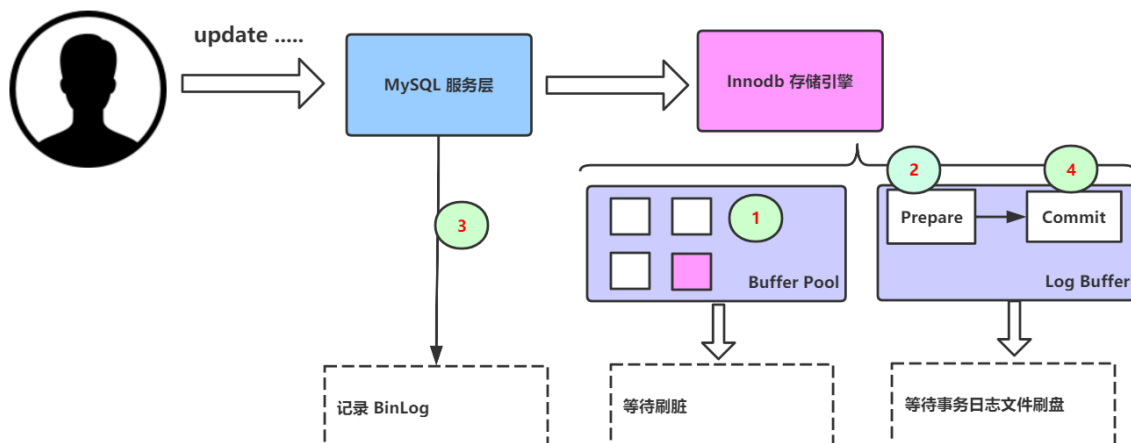 update .....
MySQL 服务层
Innodb 存储引擎
2
4
1
3
Prepare
Commit
Buffer Pool
Log Buffer
记录 BinLog
等待刷脏
等待事务日志文件刷盘